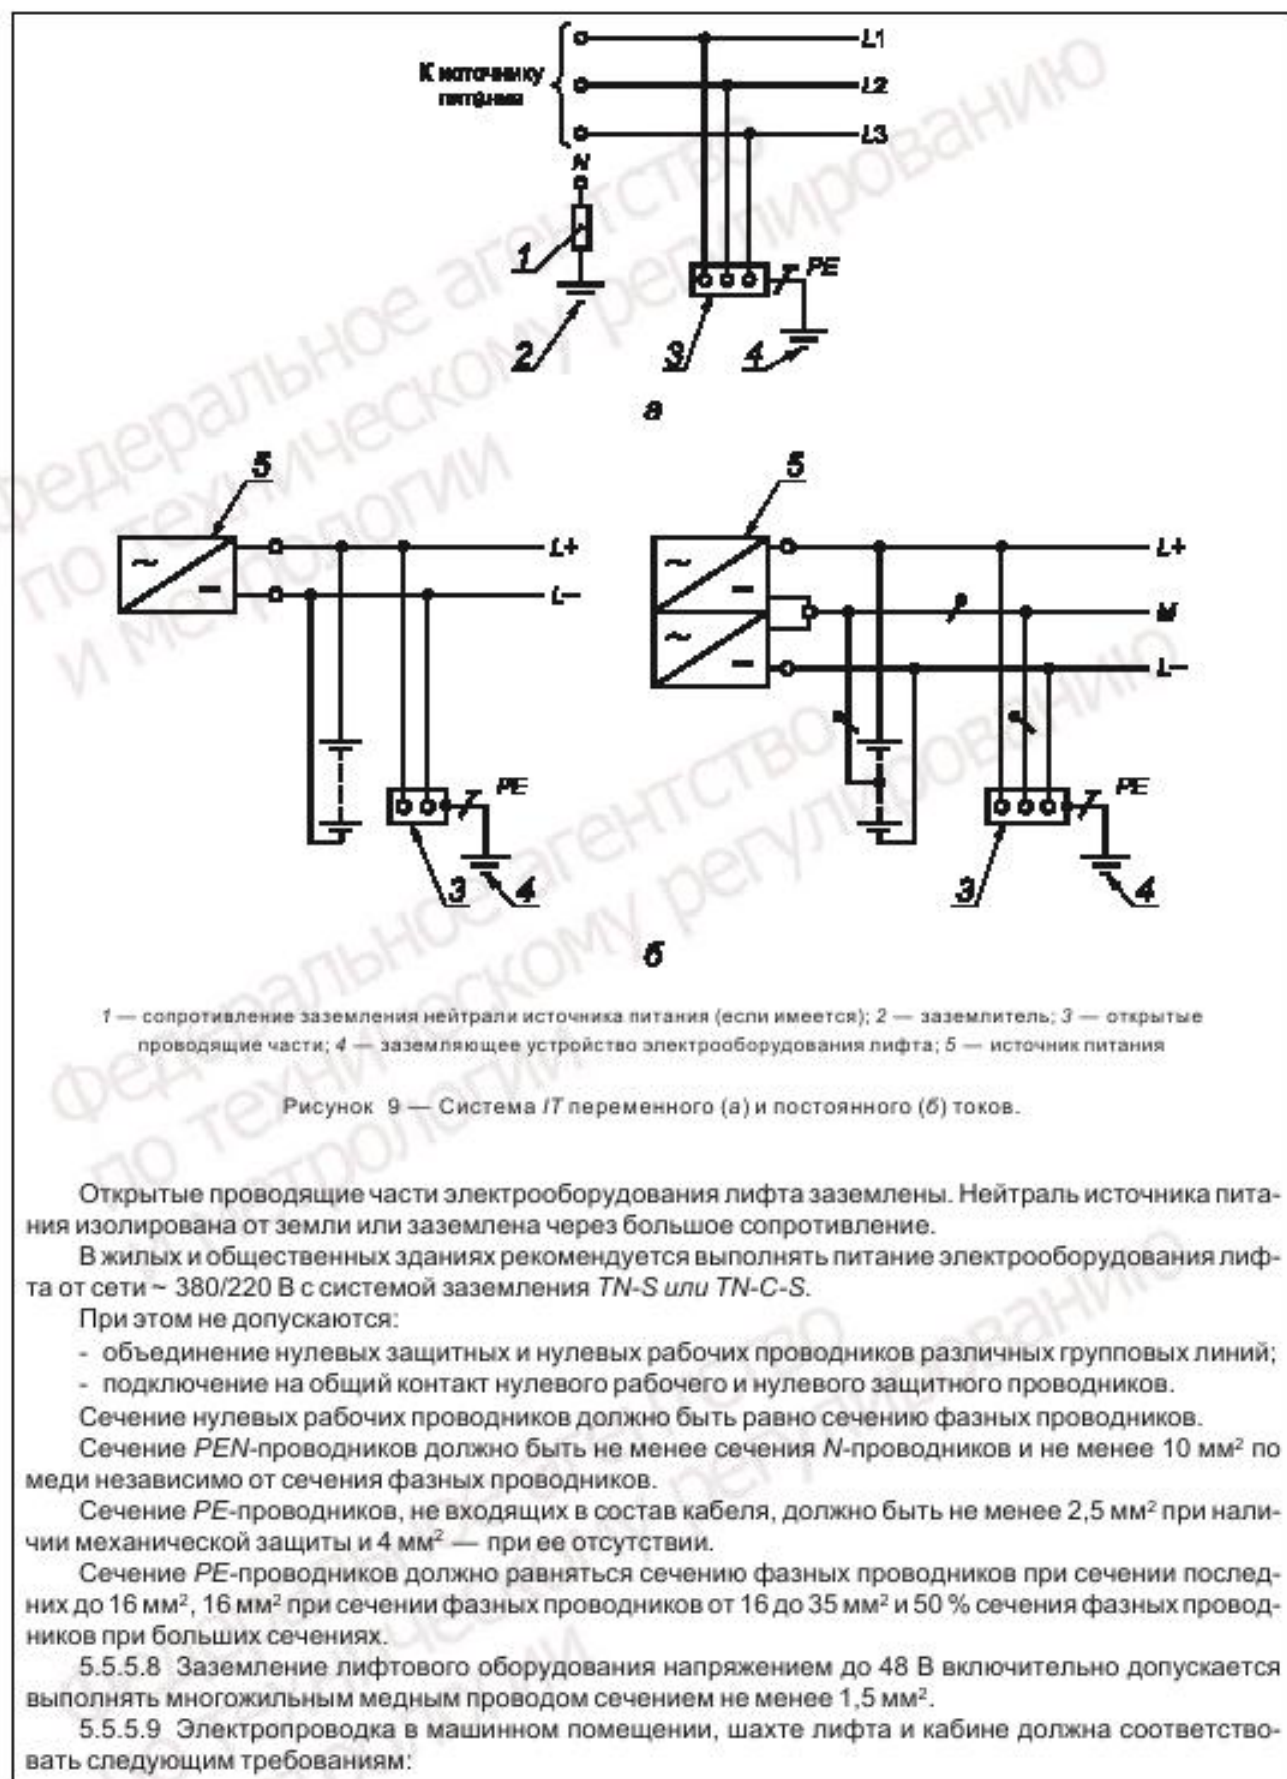 К источнику
питания
L1
L2
L3
N
1
PE
2
3
4
а
5
5
L+
L–
L+
M
L–
PE
PE
3
4
3
4
б
1 — сопротивление заземления нейтрали источника питания (если имеется); 2 — заземлитель; 3 — открытые
проводящие части; 4 — заземляющее устройство электрооборудования лифта; 5 — источник питания
Рисунок 9 — Система IT переменного (а) и постоянного (б) токов.
Открытые проводящие части электрооборудования лифта заземлены. Нейтраль источника пита-
ния изолирована от земли или заземлена через большое сопротивление.
В жилых и общественных зданиях рекомендуется выполнять питание электрооборудования лиф-
та от сети ~ 380/220 В с системой заземления TN-S или TN-C-S.
При этом не допускаются:
- объединение нулевых защитных и нулевых рабочих проводников различных групповых линий;
- подключение на общий контакт нулевого рабочего и нулевого защитного проводников.
Сечение нулевых рабочих проводников должно быть равно сечению фазных проводников.
Сечение PEN-проводников должно быть не менее сечения N-проводников и не менее 10 мм² по
меди независимо от сечения фазных проводников.
Сечение PE-проводников, не входящих в состав кабеля, должно быть не менее 2,5 мм² при нали-
чии механической защиты и 4 мм² — при ее отсутствии.
Сечение PE-проводников должно равняться сечению фазных проводников при сечении послед-
них до 16 мм², 16 мм² при сечении фазных проводников от 16 до 35 мм² и 50 % сечения фазных провод-
ников при больших сечениях.
5.5.5.8 Заземление лифтового оборудования напряжением до 48 В включительно допускается
выполнять многожильным медным проводом сечением не менее 1,5 мм².
5.5.5.9 Электропроводка в машинном помещении, шахте лифта и кабине должна соответство-
вать следующим требованиям:
Федеральное агентство
по техническому регулированию
и метрологии
Федеральное агентство
по техническому регулированию
и метрологии